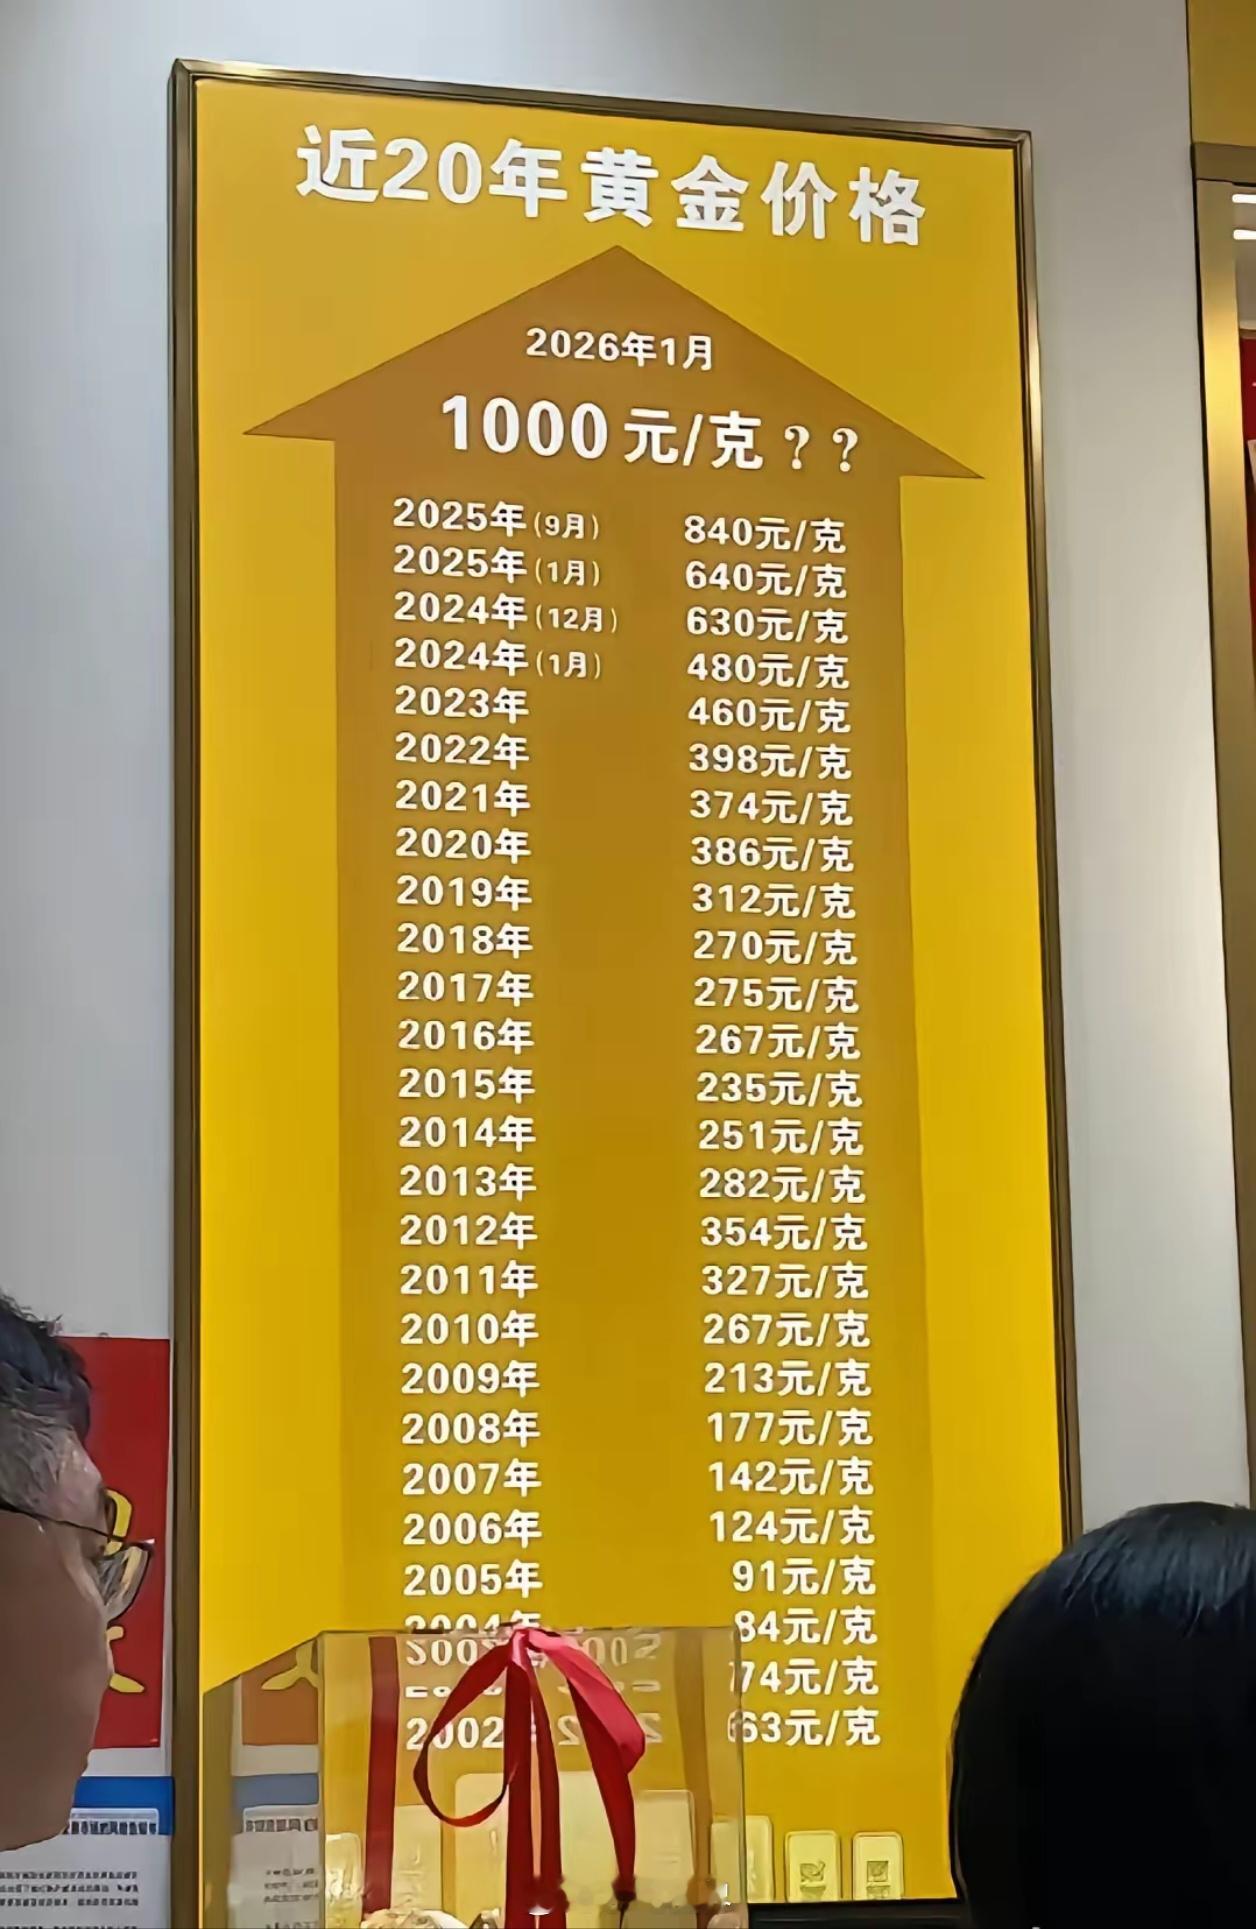 近20年黄金价格
2026年1月
1000元/克??
2025年(9月) 840元/克
2025年(1月) 640元/克
2024年(12月) 630元/克
2024年(1月) 480元/克
2023年 460元/克
2022年 398元/克
2021年 374元/克
2020年 386元/克
2019年 312元/克
2018年 270元/克
2017年 275元/克
2016年 267元/克
2015年 235元/克
2014年 251元/克
2013年 282元/克
2012年 354元/克
2011年 327元/克
2010年 267元/克
2009年 213元/克
2008年 177元/克
2007年 142元/克
2006年 124元/克
2005年 91元/克
2004年 84元/克
74元/克
2002 63元/克